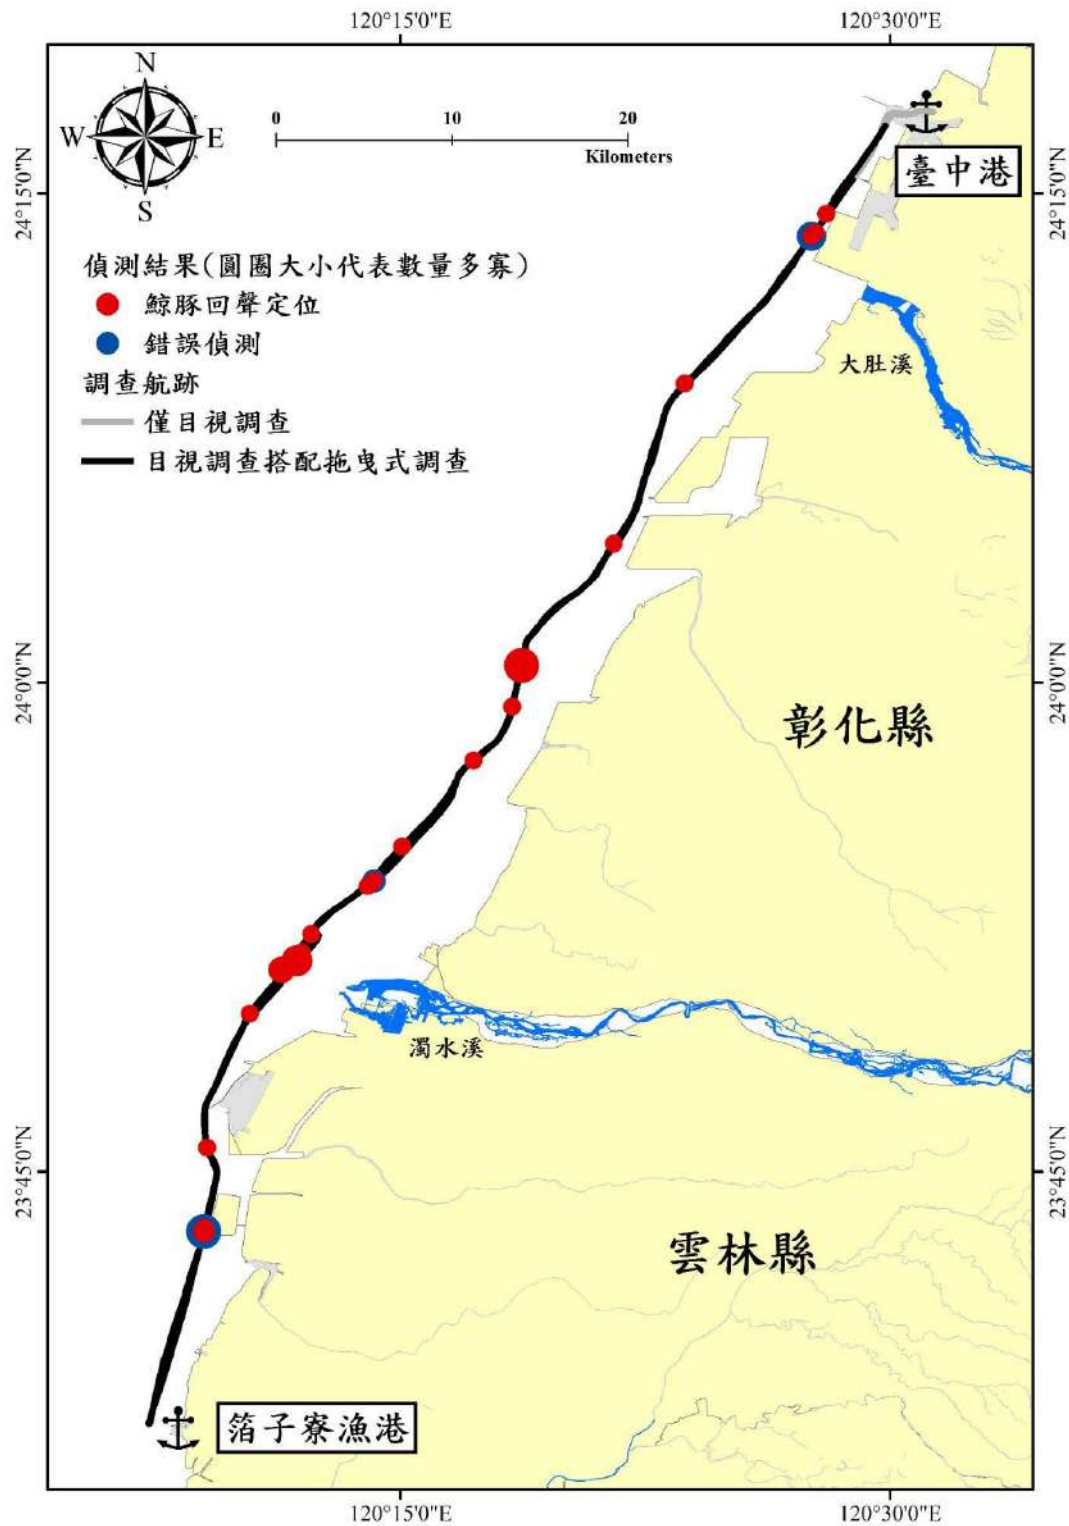 120°15'0"E
120°30'0"E
N
W
E
S
0
10
20
Kilometers
臺中港
24°15'0"N
24°15'0"N
偵測結果(圓圈大小代表數量多寡)
鯨豚回聲定位
錯誤偵測
調查航跡
僅目視調查
目視調查搭配拖曳式調查
大肚溪
24°0'0"N
24°0'0"N
彰化縣
濁水溪
23°45'0"N
23°45'0"N
雲林縣
箔子寮漁港
120°15'0"E
120°30'0"E